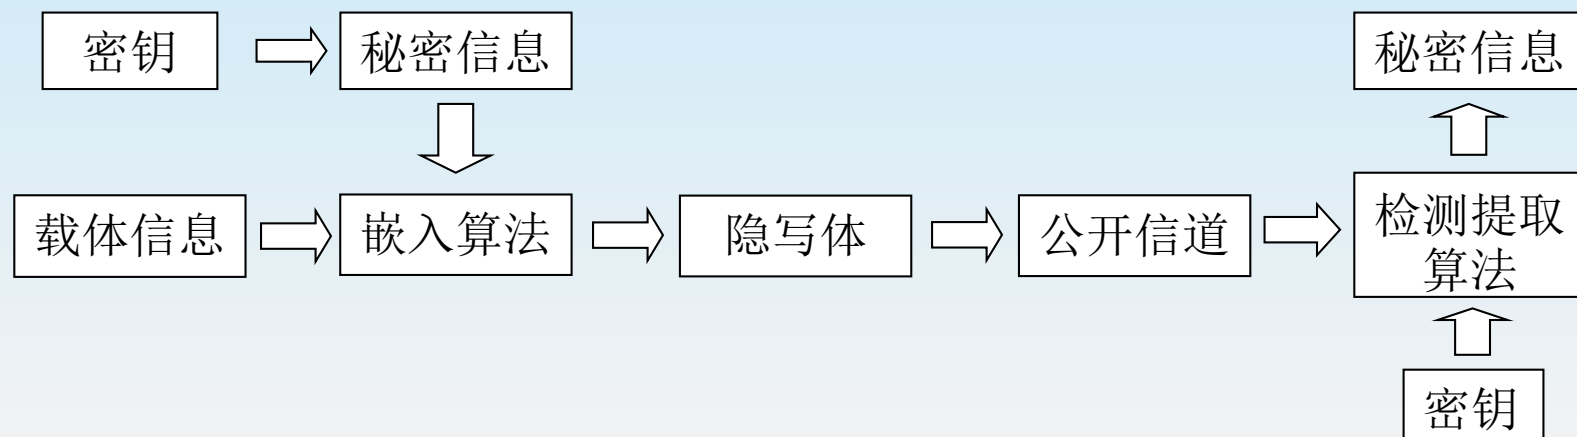 密钥
秘密信息
秘密信息
载体信息
嵌入算法
隐写体
公开信道
检测提取
算法
密钥